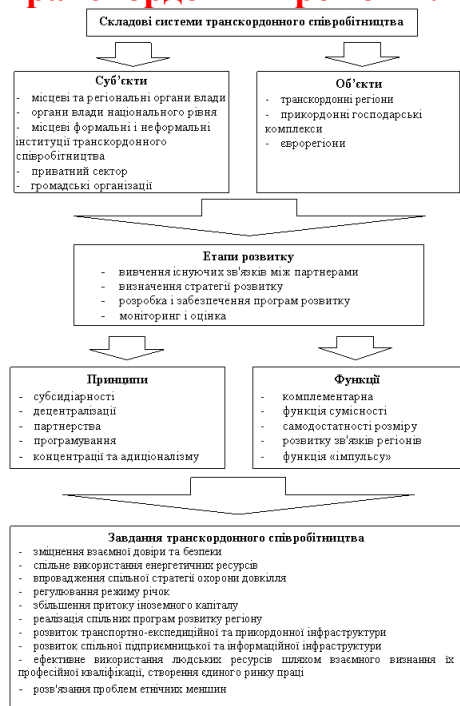 Складові системи транскордонного співробітництва
Суб'єкти
- місцеві та регіональні органи влади
- органи влади національного рівня
- місцеві формальні і неформальні
інституції транскордонного
співробітництва
- приватний сектор
- громадські організації
Об'єкти
- транскордонні регіони
- прикордонні господарські
комплекси
- єврорегіони
Етапи розвитку
- вивчення існуючих зв'язків між партнерами
- визначення стратегії розвитку
- розробка і забезпечення програм розвитку
- моніторинг і оцінка
Принципи
- субсидіарності
- децентралізації
- партнерства
- програмування
- концентрації та адиціоналізму
Функції
- комплементарна
- функція сумісності
- самодостатності розміру
- розвитку зв'язків регіонів
- функція «імпульсу»
Завдання транскордонного співробітництва
- зміцнення взаємної довіри та безпеки
- спільне використання енергетичних ресурсів
- впровадження спільної стратегії охорони довкілля
- регулювання режиму річок
- збільшення притоку іноземного капіталу
- реалізація спільних програм розвитку регіону
- розвиток транспортно-експедиційної та прикордонної інфраструктури
- розвиток спільної підприємницької та інформаційної інфраструктури
- ефективне використання людських ресурсів шляхом взаємного визнання їх
професійної кваліфікації, створення єдиного ринку праці
- розв'язання проблем етнічних меншин